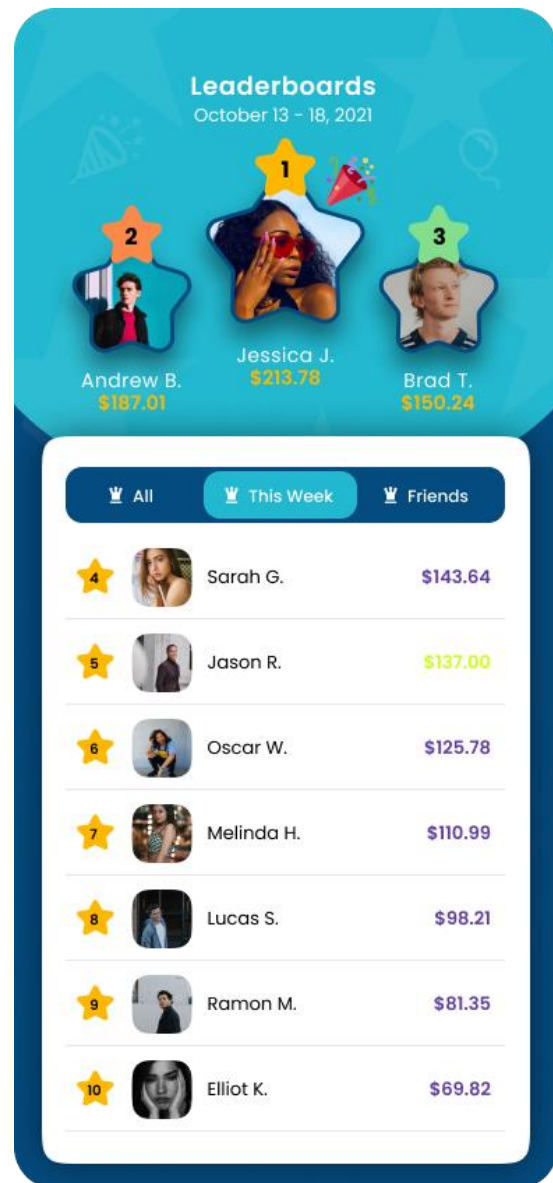 Leaderboards
October 13 - 18, 2021
1
2
3
Jessica J.
$213.78
Andrew B.
$187.01
Brad T.
$150.24
All
This Week
Friends
4 Sarah G. $143.64
5 Jason R. $137.00
6 Oscar W. $125.78
7 Melinda H. $110.99
8 Lucas S. $98.21
9 Ramon M. $81.35
10 Elliot K. $69.82